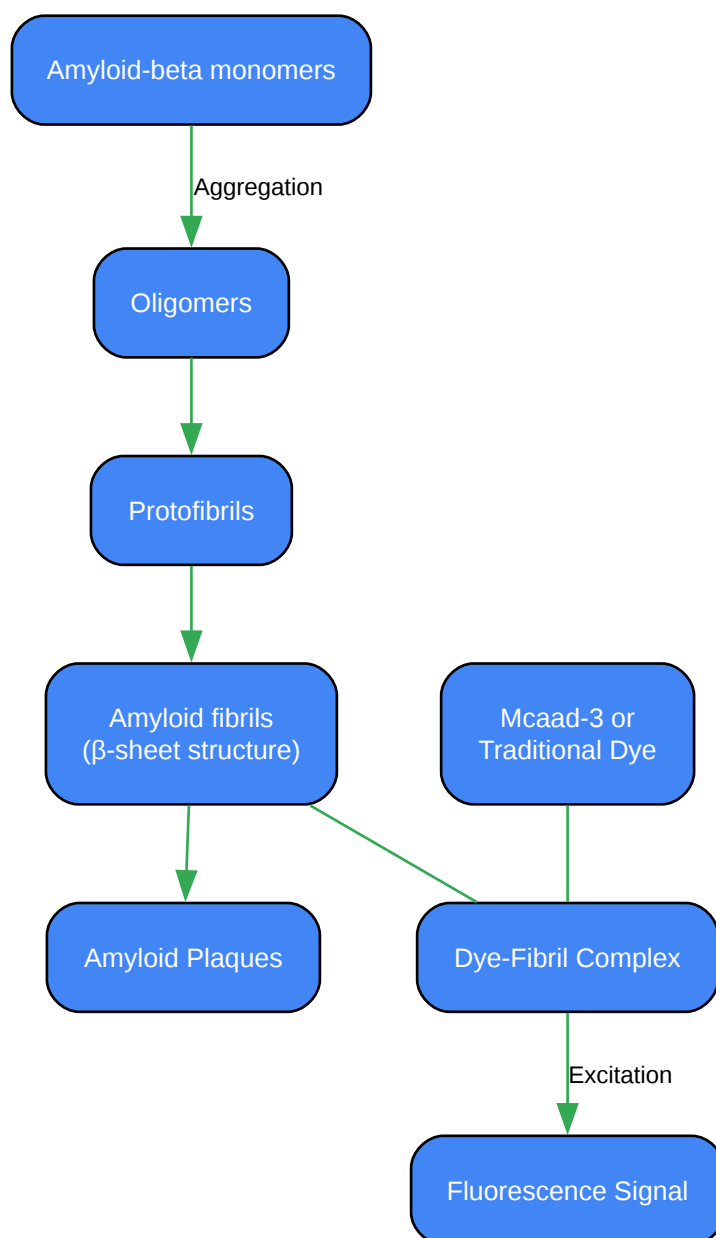 Amyloid-beta monomers
Aggregation
Oligomers
Protofibrils
Amyloid fibrils
(β-sheet structure)
Mcaad-3 or
Traditional Dye
Amyloid Plaques
Dye-Fibril Complex
Excitation
Fluorescence Signal